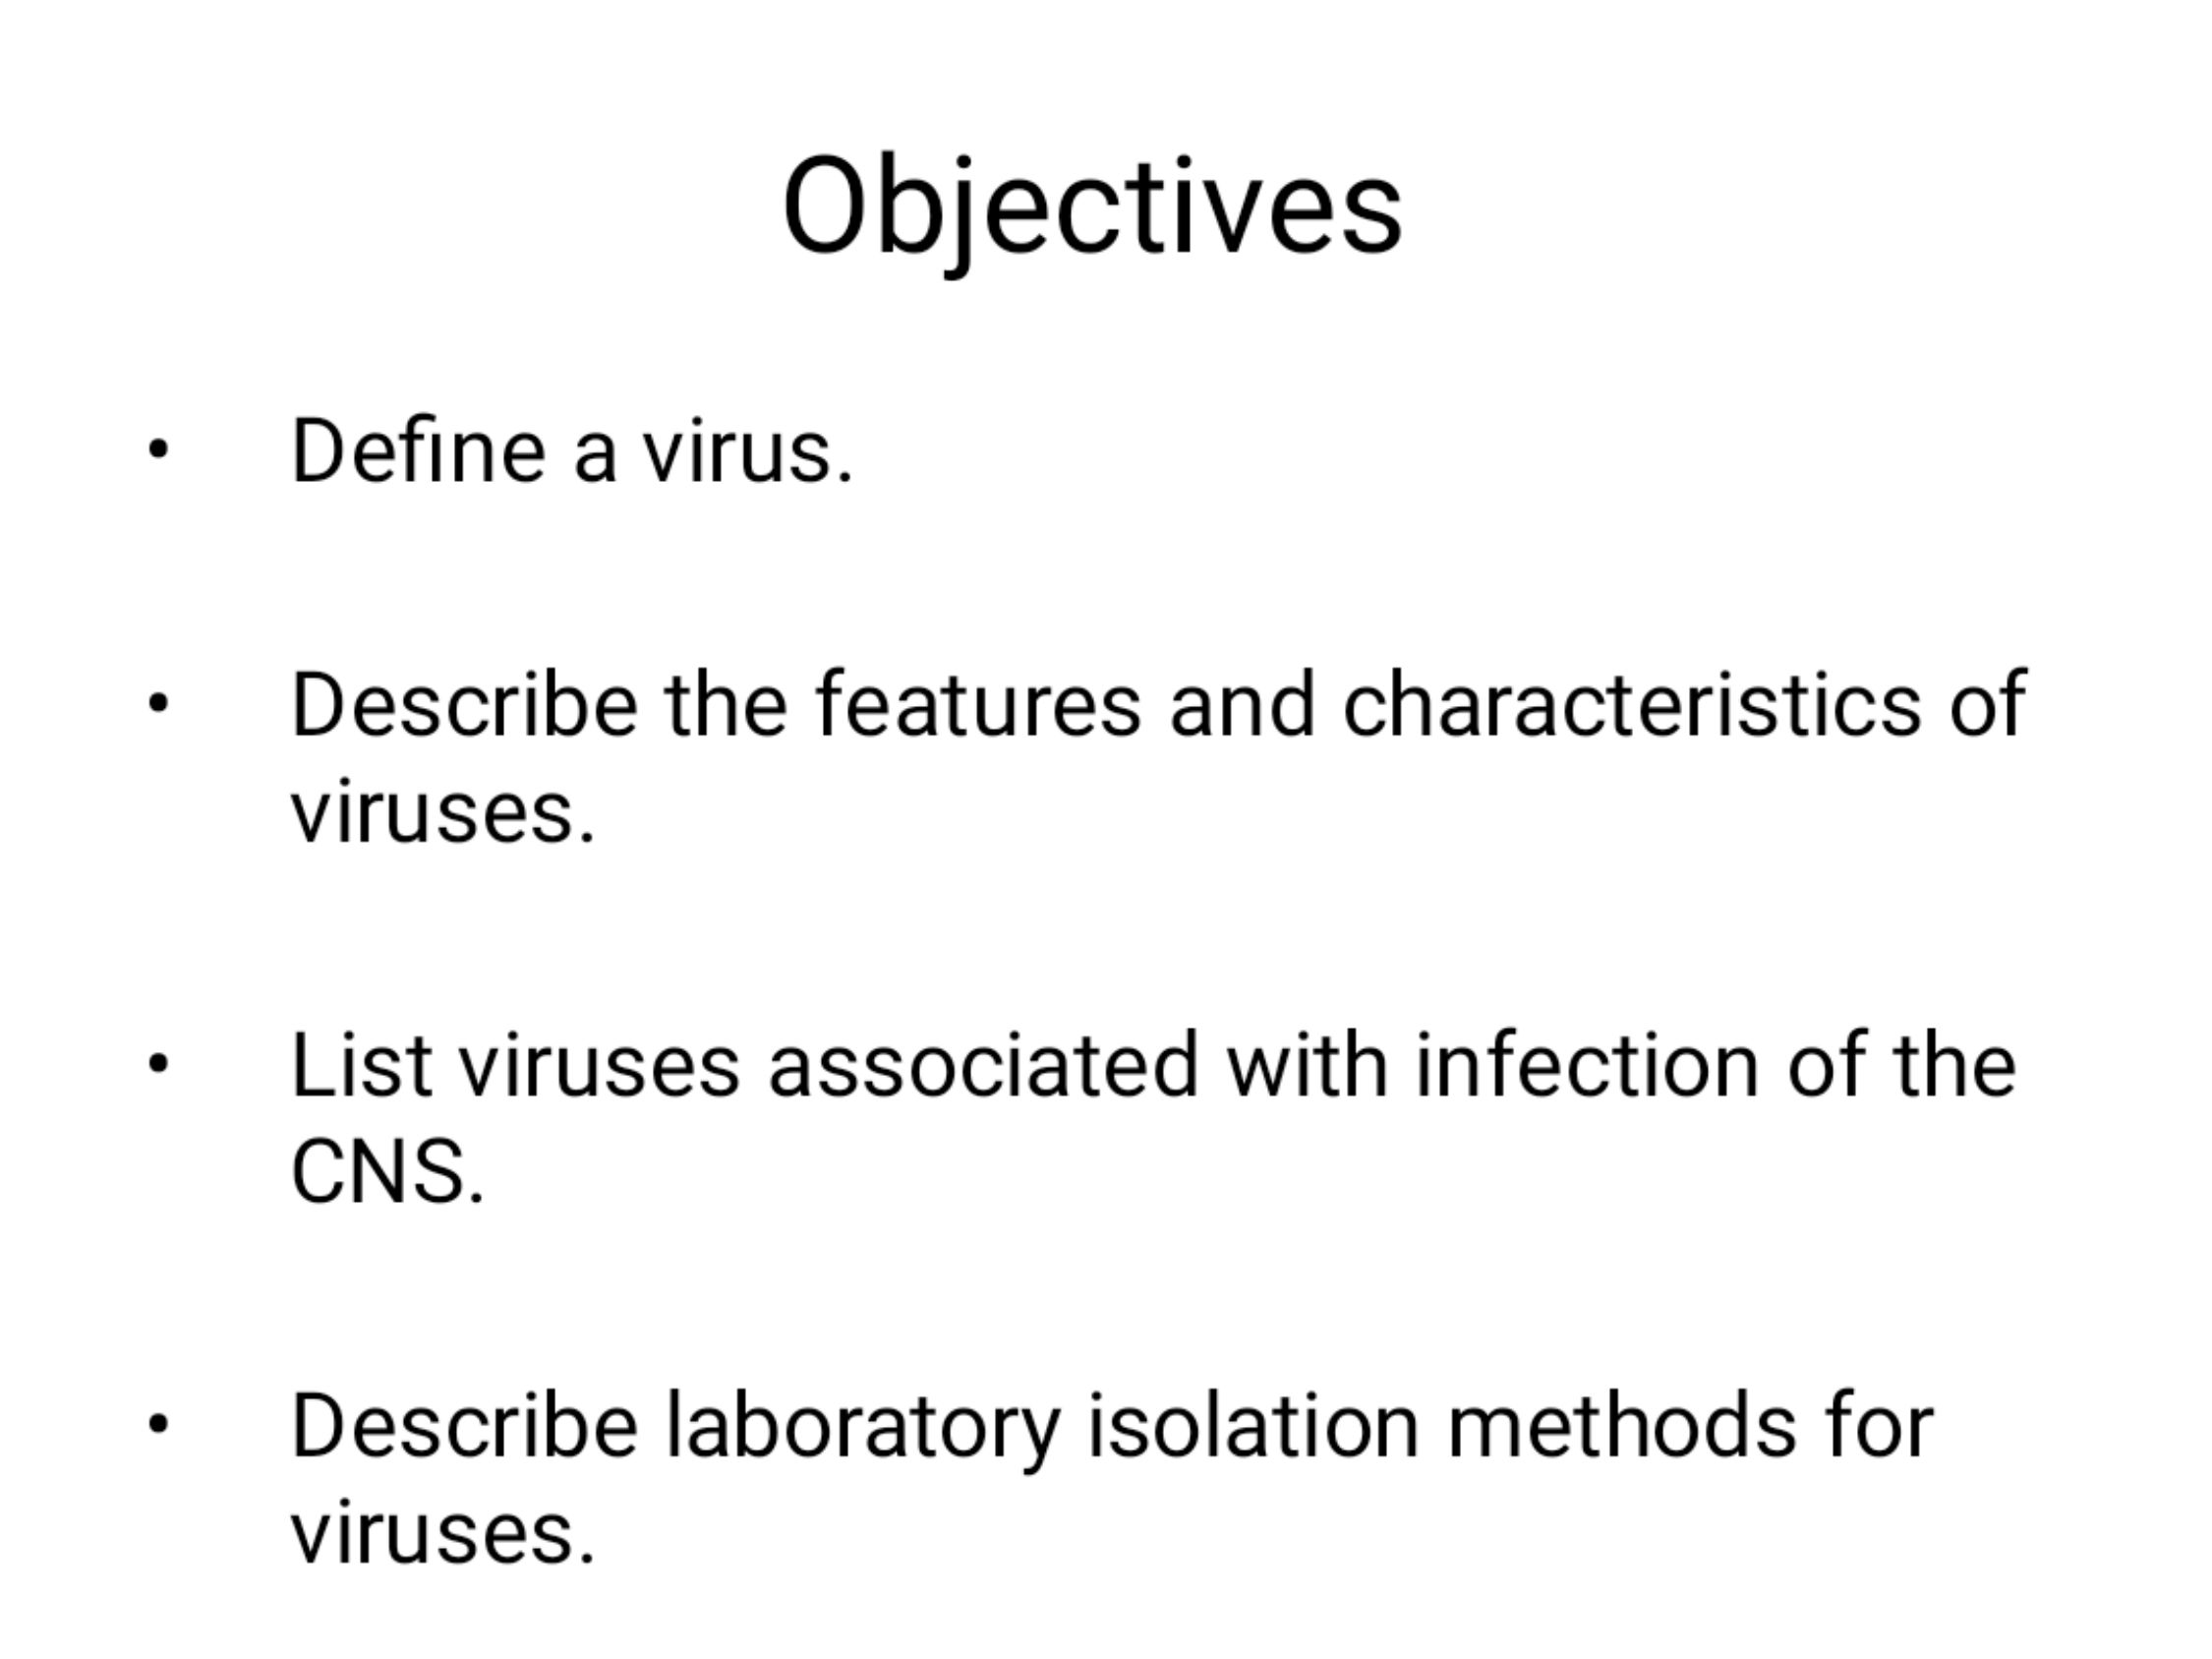 Objectives
• Define a virus.
• Describe the features and characteristics of
viruses.
• List viruses associated with infection of the
CNS.
• Describe laboratory isolation methods for
viruses.